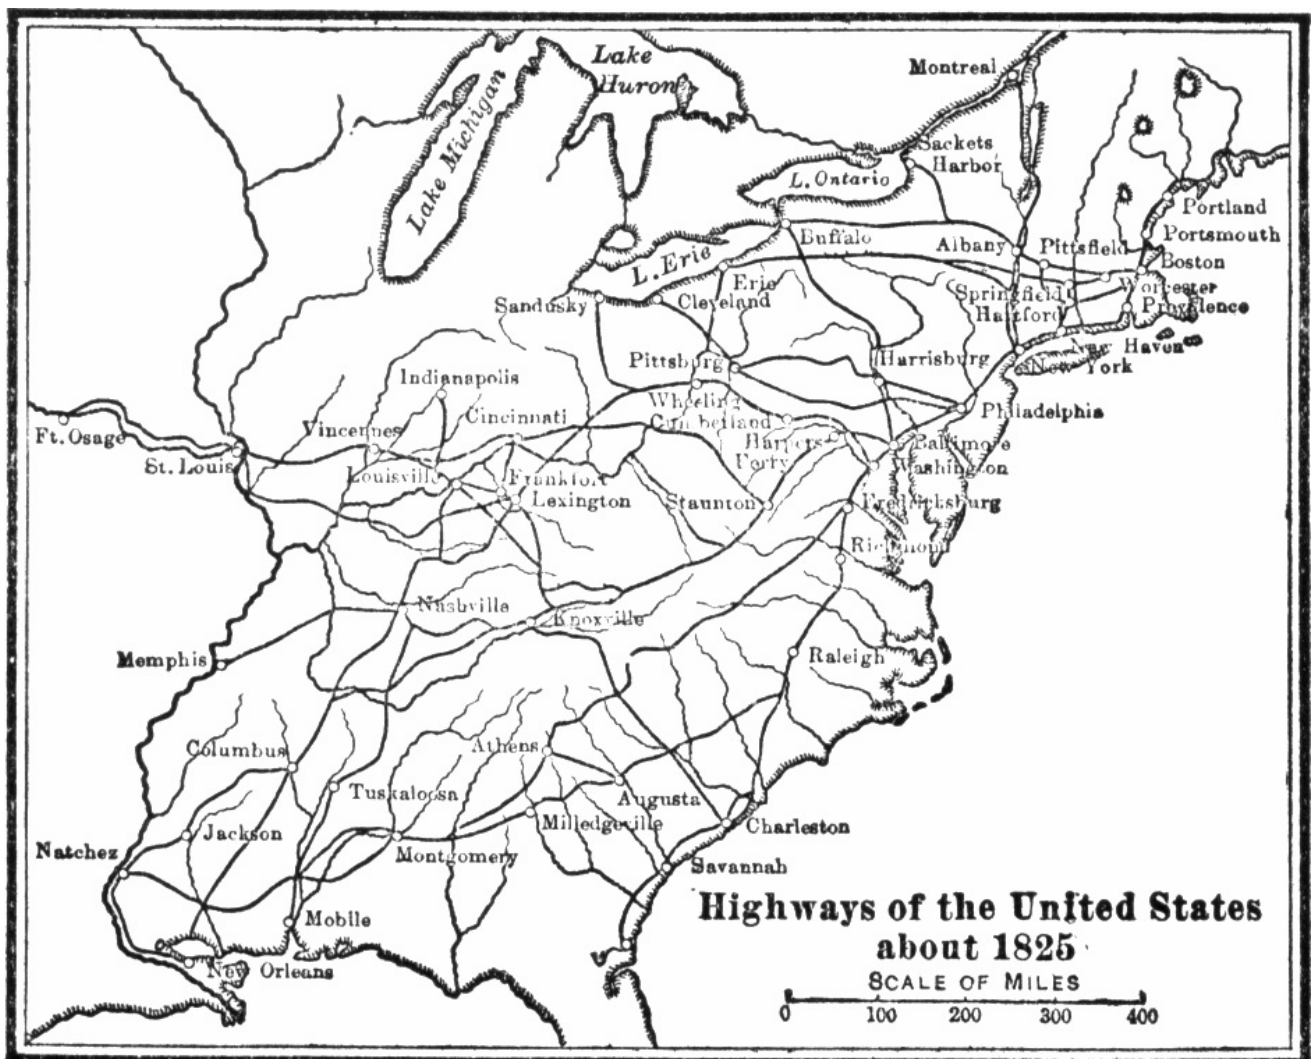 Lake
Huron
Lake Michigan
Montreal
Sackets
Harbor
L. Ontario
Portland
Portsmouth
Buffalo
Albany
Pittsfield
Boston
L. Erie
Erie
Worcester
Springfield
Sandusky
Cleveland
Hartford
Providence
New Haven
Pittsburg
Harrisburg
New York
Indianapolis
Wheeling
Philadelphia
Ft. Osage
Vincennes
Cincinnati
Cumberland
Harpers
Ferry
Baltimore
St. Louis
Washington
Louisville
Frankfort
Lexington
Staunton
Fredricksburg
Richmond
Nashville
Knoxville
Memphis
Raleigh
Columbus
Athens
Tuskaloosa
Augusta
Jackson
Milledgeville
Charleston
Natchez
Montgomery
Savannah
Mobile
New Orleans
Highways of the United States
about 1825
SCALE OF MILES
0 100 200 300 400